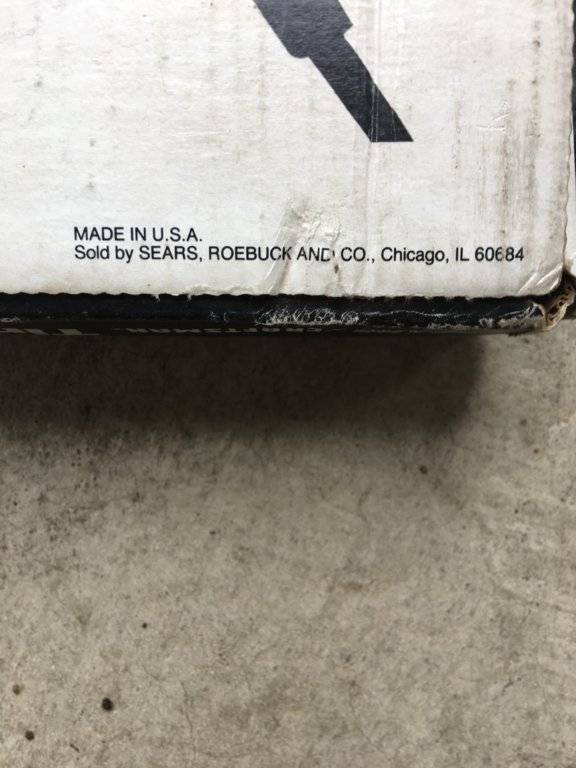 MADE IN U.S.A.
Sold by SEARS, ROEBUCK AND CO., Chicago, IL 60684